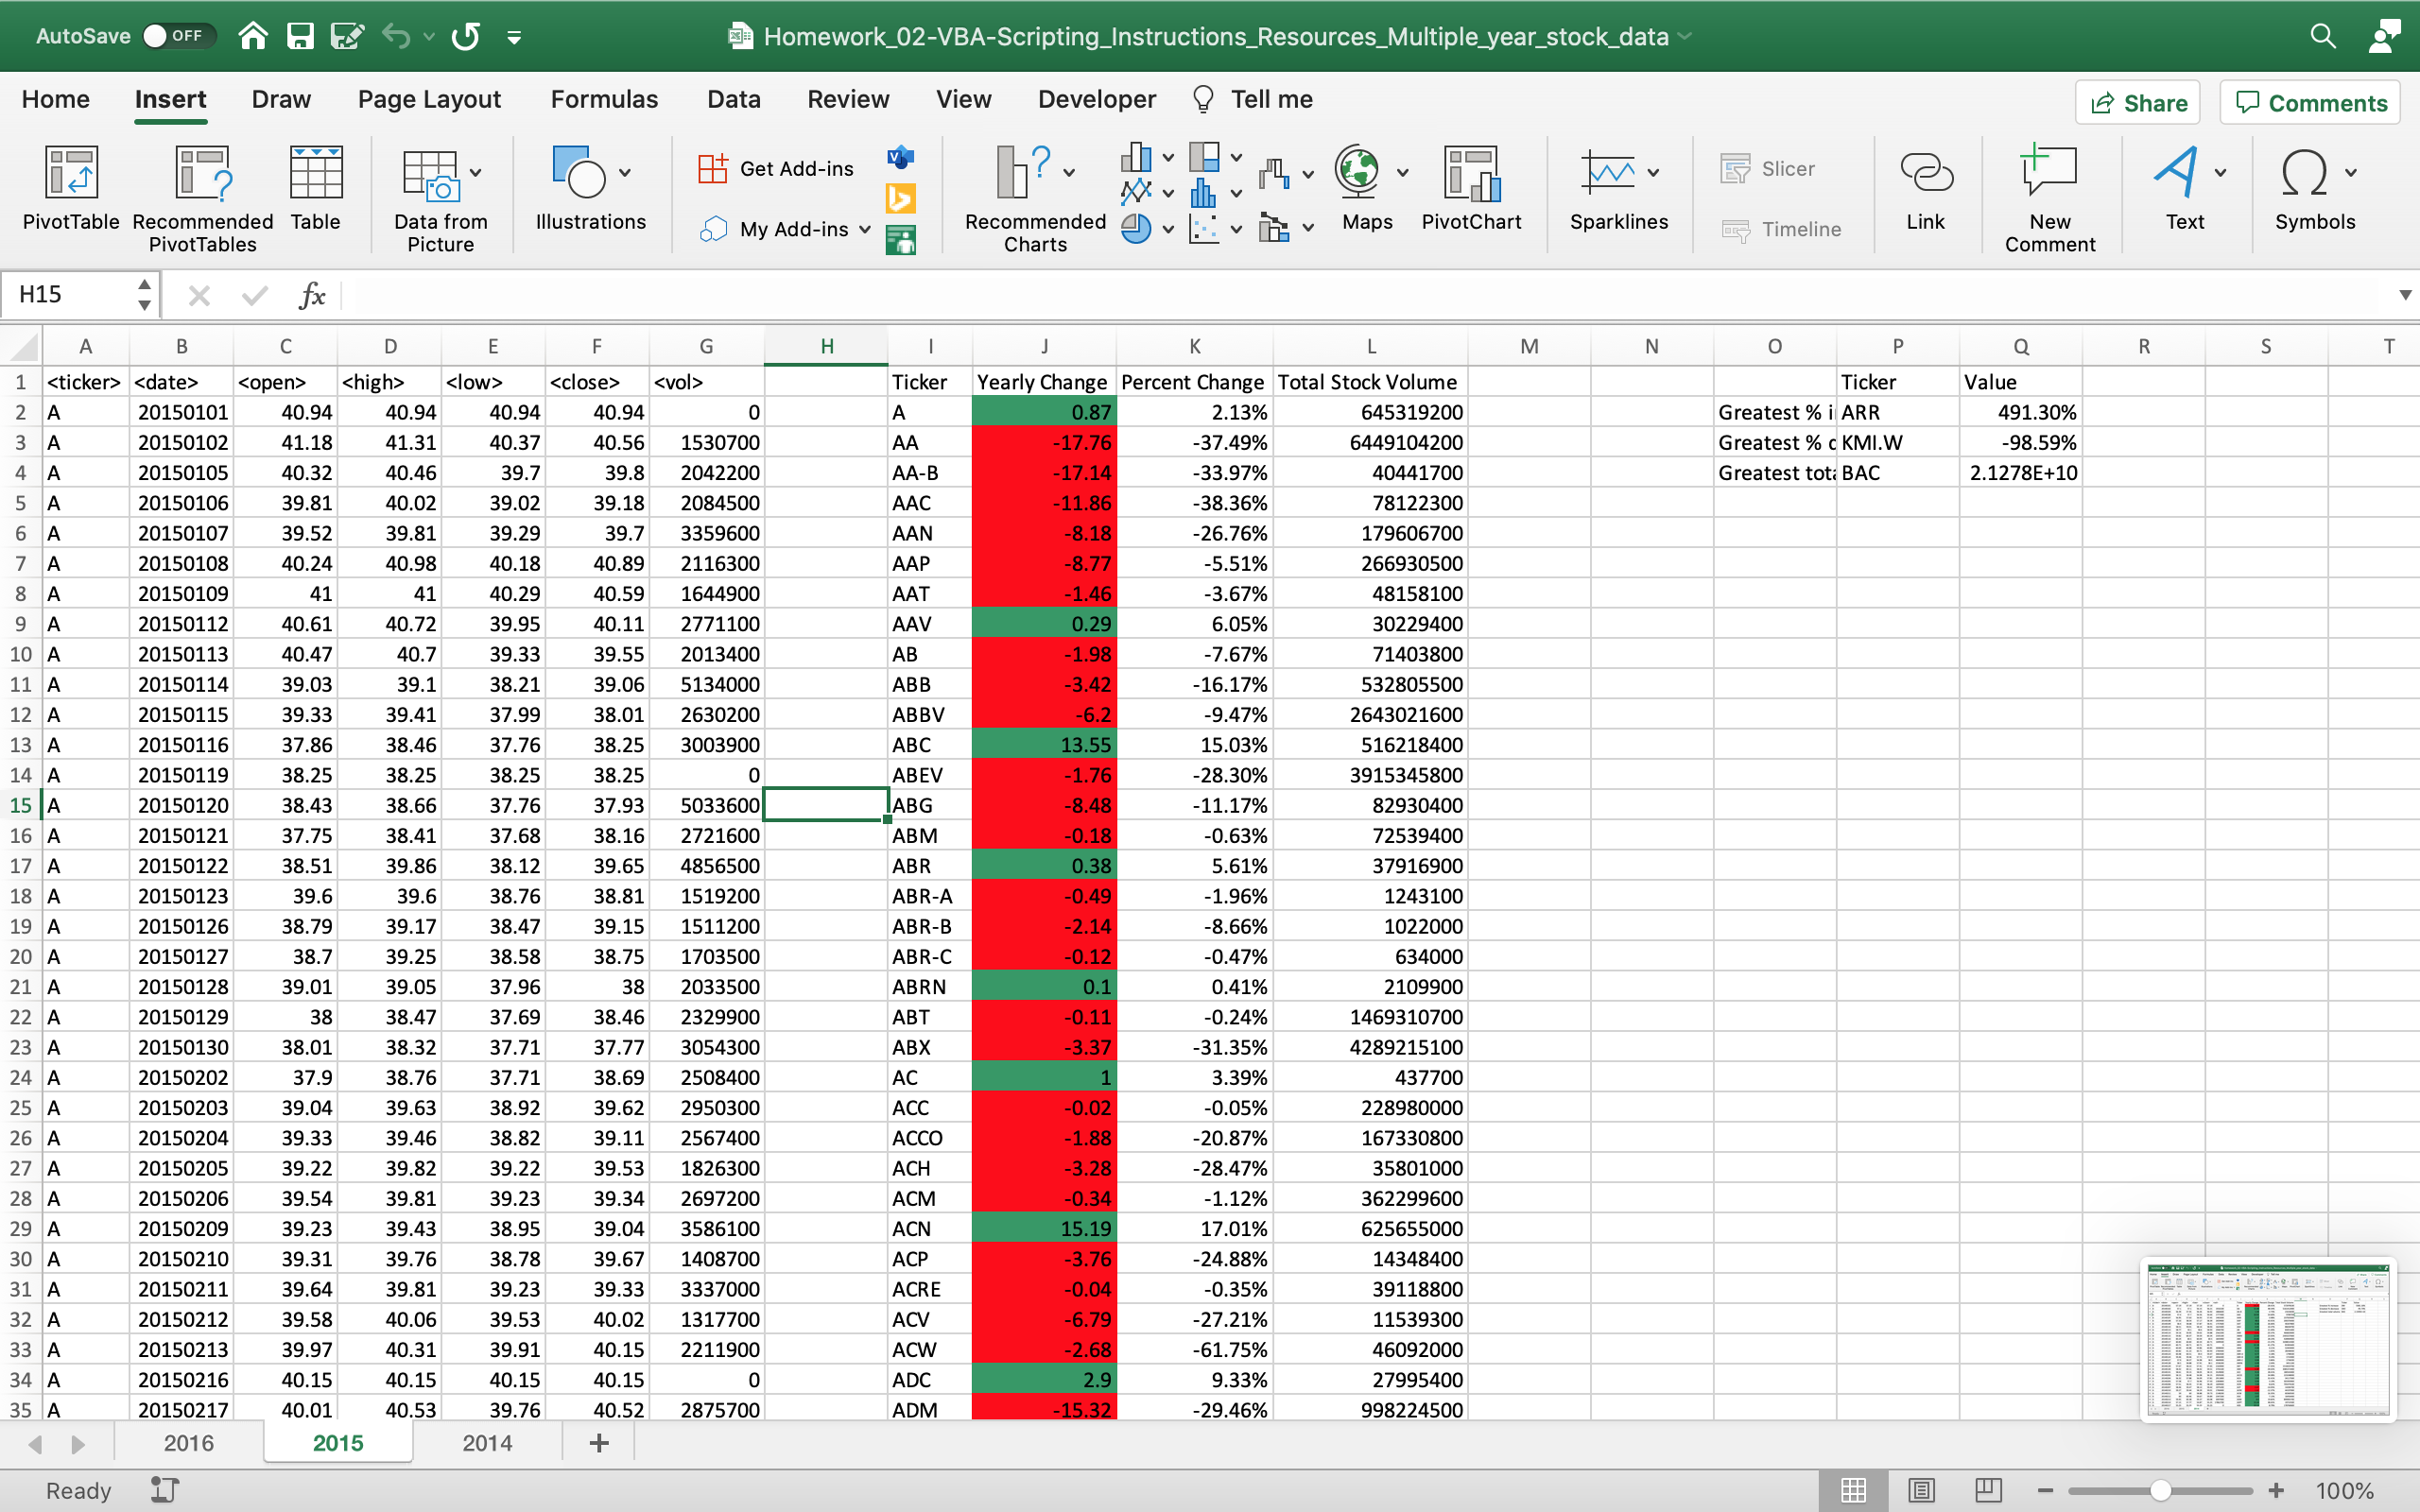 AutoSave OFF Homework_02-VBA-Scripting_Instructions_Resources_Multiple_year_stock_data
Home Insert Draw Page Layout Formulas Data Review View Developer Tell me Share Comments
PivotTable Recommended PivotTables Table Data from Picture Illustrations Get Add-ins My Add-ins Recommended Charts Maps PivotChart Sparklines Slicer Timeline Link New Comment Text Symbols
H15 fx
A B C D E F G H I J K L M N O P Q R S T
1 <ticker> <date> <open> <high> <low> <close> <vol> Ticker Yearly Change Percent Change Total Stock Volume Ticker Value
2 A 20150101 40.94 40.94 40.94 40.94 0 A 0.87 2.13% 645319200 Greatest % i ARR 491.30%
3 A 20150102 41.18 41.31 40.37 40.56 1530700 AA -17.76 -37.49% 6449104200 Greatest % d KMI.W -98.59%
4 A 20150105 40.32 40.46 39.7 39.8 2042200 AA-B -17.14 -33.97% 40441700 Greatest tota BAC 2.1278E+10
5 A 20150106 39.81 40.02 39.02 39.18 2084500 AAC -11.86 -38.36% 78122300
6 A 20150107 39.52 39.81 39.29 39.7 3359600 AAN -8.18 -26.76% 179606700
7 A 20150108 40.24 40.98 40.18 40.89 2116300 AAP -8.77 -5.51% 266930500
8 A 20150109 41 41 40.29 40.59 1644900 AAT -1.46 -3.67% 48158100
9 A 20150112 40.61 40.72 39.95 40.11 2771100 AAV 0.29 6.05% 30229400
10 A 20150113 40.47 40.7 39.33 39.55 2013400 AB -1.98 -7.67% 71403800
11 A 20150114 39.03 39.1 38.21 39.06 5134000 ABB -3.42 -16.17% 532805500
12 A 20150115 39.33 39.41 37.99 38.01 2630200 ABBV -6.2 -9.47% 2643021600
13 A 20150116 37.86 38.46 37.76 38.25 3003900 ABC 13.55 15.03% 516218400
14 A 20150119 38.25 38.25 38.25 38.25 0 ABEV -1.76 -28.30% 3915345800
15 A 20150120 38.43 38.66 37.76 37.93 5033600 ABG -8.48 -11.17% 82930400
16 A 20150121 37.75 38.41 37.68 38.16 2721600 ABM -0.18 -0.63% 72539400
17 A 20150122 38.51 39.86 38.12 39.65 4856500 ABR 0.38 5.61% 37916900
18 A 20150123 39.6 39.6 38.76 38.81 1519200 ABR-A -0.49 -1.96% 1243100
19 A 20150126 38.79 39.17 38.47 39.15 1511200 ABR-B -2.14 -8.66% 1022000
20 A 20150127 38.7 39.25 38.58 38.75 1703500 ABR-C -0.12 -0.47% 634000
21 A 20150128 39.01 39.05 37.96 38 2033500 ABRN 0.1 0.41% 2109900
22 A 20150129 38 38.47 37.69 38.46 2329900 ABT -0.11 -0.24% 1469310700
23 A 20150130 38.01 38.32 37.71 37.77 3054300 ABX -3.37 -31.35% 4289215100
24 A 20150202 37.9 38.76 37.71 38.69 2508400 AC 1 3.39% 437700
25 A 20150203 39.04 39.63 38.92 39.62 2950300 ACC -0.02 -0.05% 228980000
26 A 20150204 39.33 39.46 38.82 39.11 2567400 ACCO -1.88 -20.87% 167330800
27 A 20150205 39.22 39.82 39.22 39.53 1826300 ACH -3.28 -28.47% 35801000
28 A 20150206 39.54 39.81 39.23 39.34 2697200 ACM -0.34 -1.12% 362299600
29 A 20150209 39.23 39.43 38.95 39.04 3586100 ACN 15.19 17.01% 625655000
30 A 20150210 39.31 39.76 38.78 39.67 1408700 ACP -3.76 -24.88% 14348400
31 A 20150211 39.64 39.81 39.23 39.33 3337000 ACRE -0.04 -0.35% 39118800
32 A 20150212 39.58 40.06 39.53 40.02 1317700 ACV -6.79 -27.21% 11539300
33 A 20150213 39.97 40.31 39.91 40.15 2211900 ACW -2.68 -61.75% 46092000
34 A 20150216 40.15 40.15 40.15 40.15 0 ADC 2.9 9.33% 27995400
35 A 20150217 40.01 40.53 39.76 40.52 2875700 ADM -15.32 -29.46% 998224500
2016 2015 2014 +
Ready 100%